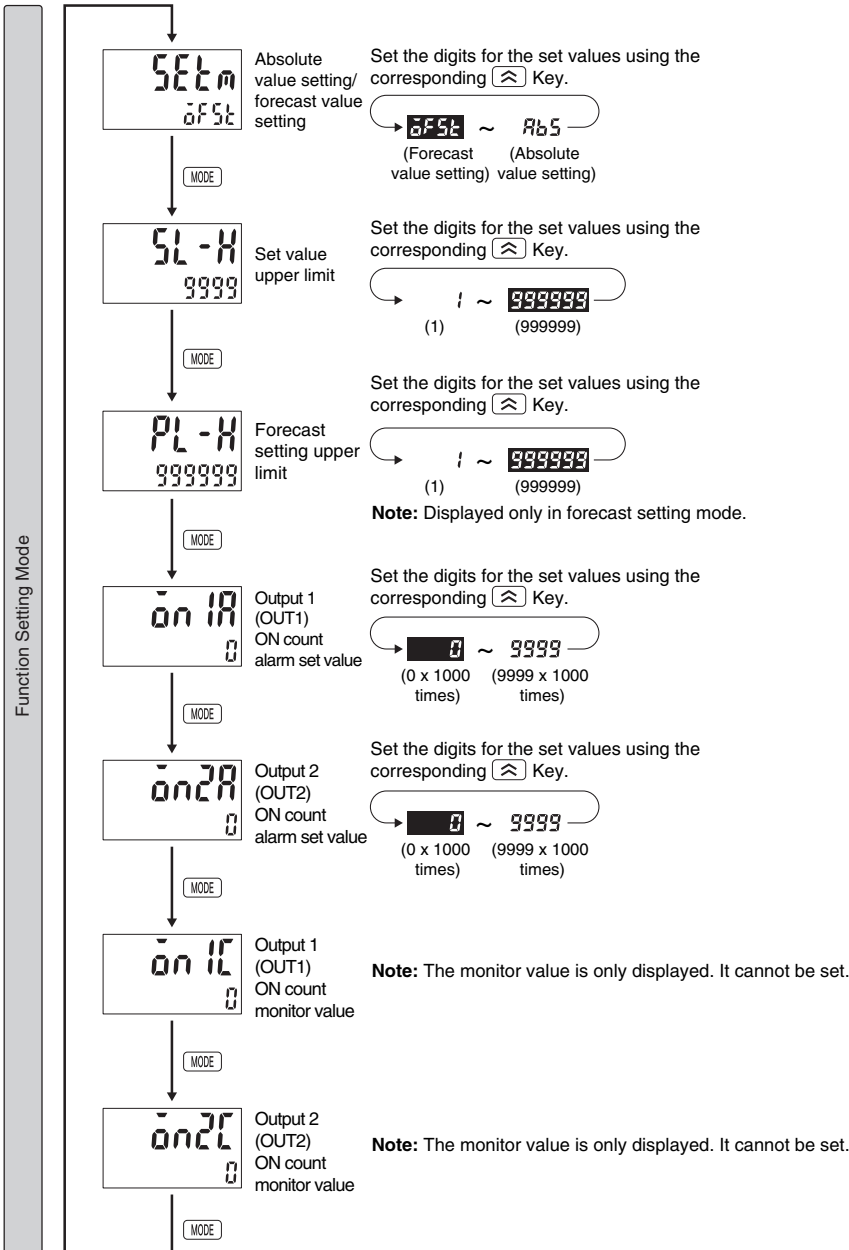 Function Setting Mode
SEtm
oFSt
Absolute
value setting/
forecast value
setting
Set the digits for the set values using the
corresponding Key.
oFSt ~ AbS
(Forecast
value setting)
(Absolute
value setting)
MODE
SL-H
9999
Set value
upper limit
Set the digits for the set values using the
corresponding Key.
1 ~ 999999
(1) (999999)
MODE
PL-H
999999
Forecast
setting upper
limit
Set the digits for the set values using the
corresponding Key.
1 ~ 999999
(1) (999999)
Note: Displayed only in forecast setting mode.
MODE
on1A
0
Output 1
(OUT1)
ON count
alarm set value
Set the digits for the set values using the
corresponding Key.
0 ~ 9999
(0 x 1000
times)
(9999 x 1000
times)
MODE
on2A
0
Output 2
(OUT2)
ON count
alarm set value
Set the digits for the set values using the
corresponding Key.
0 ~ 9999
(0 x 1000
times)
(9999 x 1000
times)
MODE
on1C
0
Output 1
(OUT1)
ON count
monitor value
Note: The monitor value is only displayed. It cannot be set.
MODE
on2C
0
Output 2
(OUT2)
ON count
monitor value
Note: The monitor value is only displayed. It cannot be set.
MODE